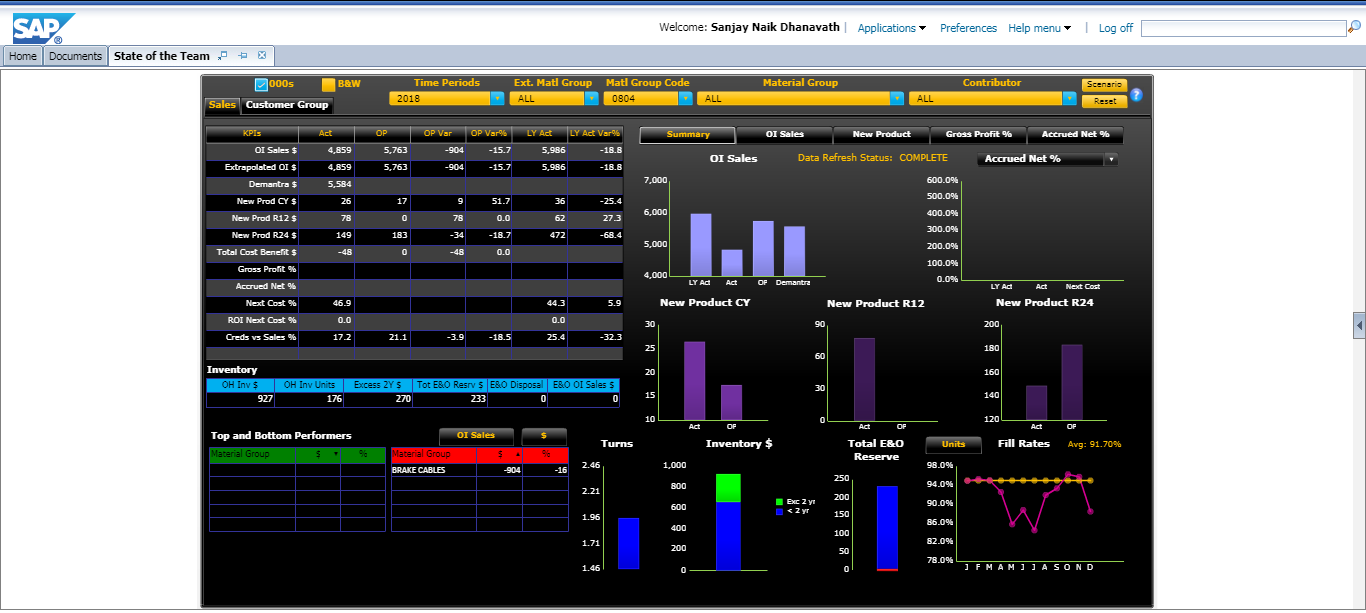 SAP ®
Welcome: Sanjay Naik Dhanavath | Applications Preferences Help menu | Log off
Home Documents State of the Team
000s B&W Time Periods Ext. Matl Group Matl Group Code Material Group Contributor Scenario
2018 ALL 0804 ALL ALL Reset ?
Sales Customer Group
KPIs Act OP OP Var OP Var% LY Act LY Act Var%
OI Sales $ 4,859 5,763 -904 -15.7 5,986 -18.8
Extrapolated OI $ 4,859 5,763 -904 -15.7 5,986 -18.8
Demantra $ 5,584
New Prod CY $ 26 17 9 51.7 36 -25.4
New Prod R12 $ 78 0 78 0.0 62 27.3
New Prod R24 $ 149 183 -34 -18.7 472 -68.4
Total Cost Benefit $ -48 0 -48 0.0
Gross Profit %
Accrued Net %
Next Cost % 46.9 44.3 5.9
ROI Next Cost % 0.0 0.0
Creds vs Sales % 17.2 21.1 -3.9 -18.5 25.4 -32.3
Summary OI Sales New Product Gross Profit % Accrued Net %
OI Sales Data Refresh Status: COMPLETE Accrued Net %
7,000
6,000
5,000
4,000
LY Act Act OP Demantra
600.0%
500.0%
400.0%
300.0%
200.0%
100.0%
0.0%
LY Act Act Next Cost
New Product CY
30
25
20
15
10
Act OP
New Product R12
90
60
30
0
Act OP
New Product R24
200
180
160
140
120
Act OP
Inventory
OH Inv $ OH Inv Units Excess 2Y $ Tot E&O Resrv $ E&O Disposal E&O OI Sales $
927 176 270 233 0 0
Top and Bottom Performers OI Sales $
Material Group $ % Material Group $ %
BRAKE CABLES -904 -16
Turns
2.46
2.21
1.96
1.71
1.46
Inventory $
1,000
800
600
400
200
0
Exc 2 yr
< 2 yr
Total E&O
Reserve
250
200
150
100
50
0
Units Fill Rates Avg: 91.70%
98.0%
94.0%
90.0%
86.0%
82.0%
78.0%
J F M A M J J A S O N D